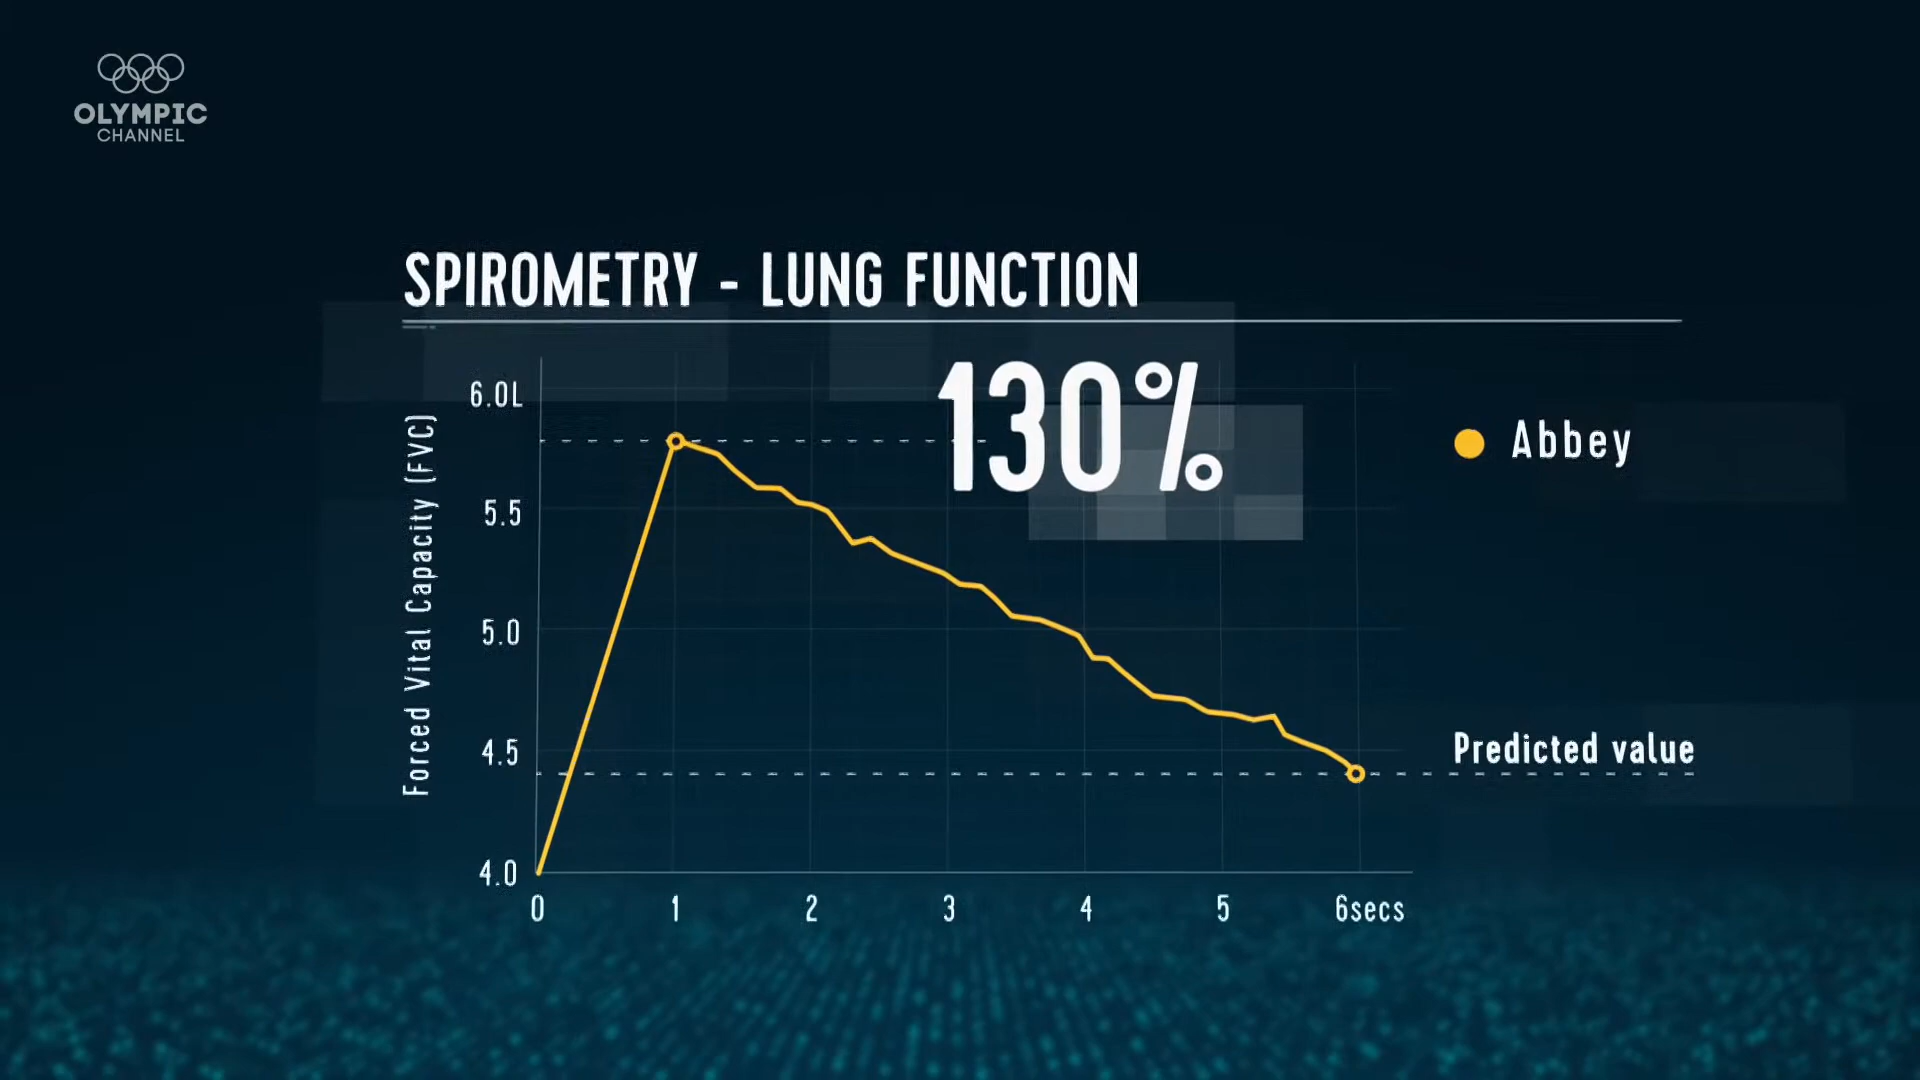 OLYMPIC
CHANNEL
SPIROMETRY - LUNG FUNCTION
130%
Forced Vital Capacity (FVC)
6.0L
5.5
5.0
4.5
4.0
0 1 2 3 4 5 6secs
Abbey
Predicted value